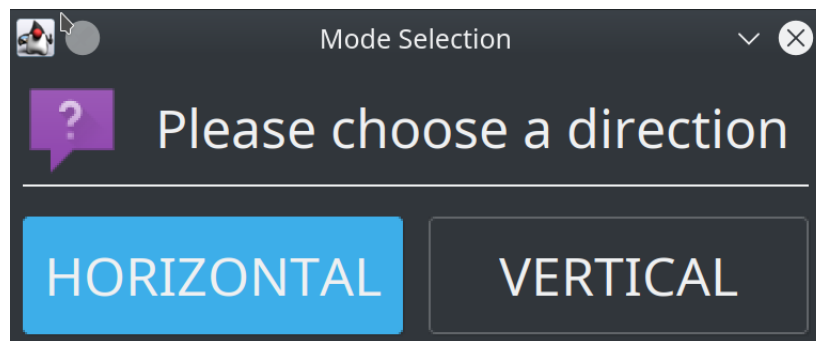 Mode Selection
Please choose a direction
HORIZONTAL
VERTICAL